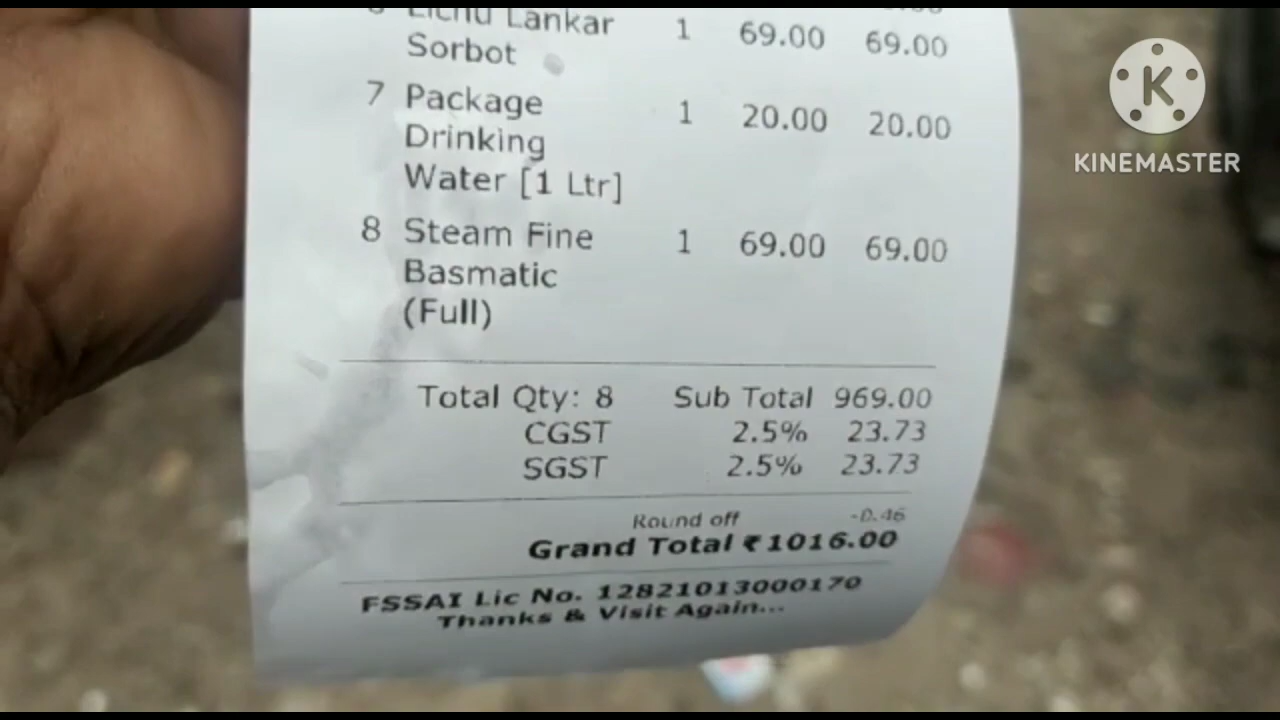 Lichu Lankar 1 69.00 69.00
Sorbot
7 Package 1 20.00 20.00
Drinking
Water [1 Ltr]
8 Steam Fine 1 69.00 69.00
Basmatic
(Full)
Total Qty: 8 Sub Total 969.00
CGST 2.5% 23.73
SGST 2.5% 23.73
Round off -0.46
Grand Total ₹1016.00
FSSAI Lic No. 12821013000170
Thanks & Visit Again...
K
KINEMASTER